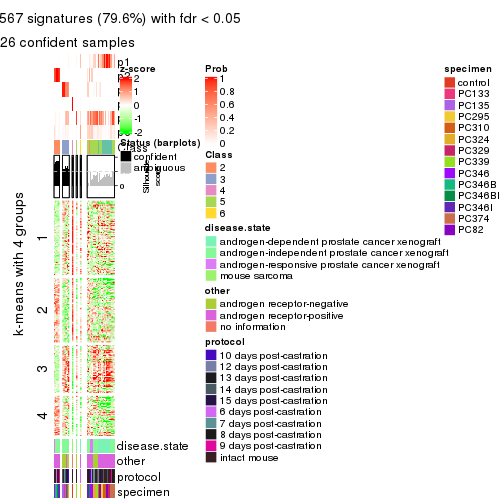 567 signatures (79.6%) with fdr < 0.05
26 confident samples
p1
z-score
2
1
0
-1
-2
Class
Status (barplots)
confident
ambiguous
0
Silhouette
score
k-means with 4 groups
1
2
3
4
disease.state
other
protocol
specimen
Prob
1
0.8
0.6
0.4
0.2
0
Class
2
3
4
5
6
disease.state
androgen-dependent prostate cancer xenograft
androgen-independent prostate cancer xenograft
androgen-responsive prostate cancer xenograft
mouse sarcoma
other
androgen receptor-negative
androgen receptor-positive
no information
protocol
10 days post-castration
12 days post-castration
13 days post-castration
14 days post-castration
15 days post-castration
6 days post-castration
7 days post-castration
8 days post-castration
9 days post-castration
intact mouse
specimen
control
PC133
PC135
PC295
PC310
PC324
PC329
PC339
PC346
PC346B
PC346BI
PC346I
PC374
PC82